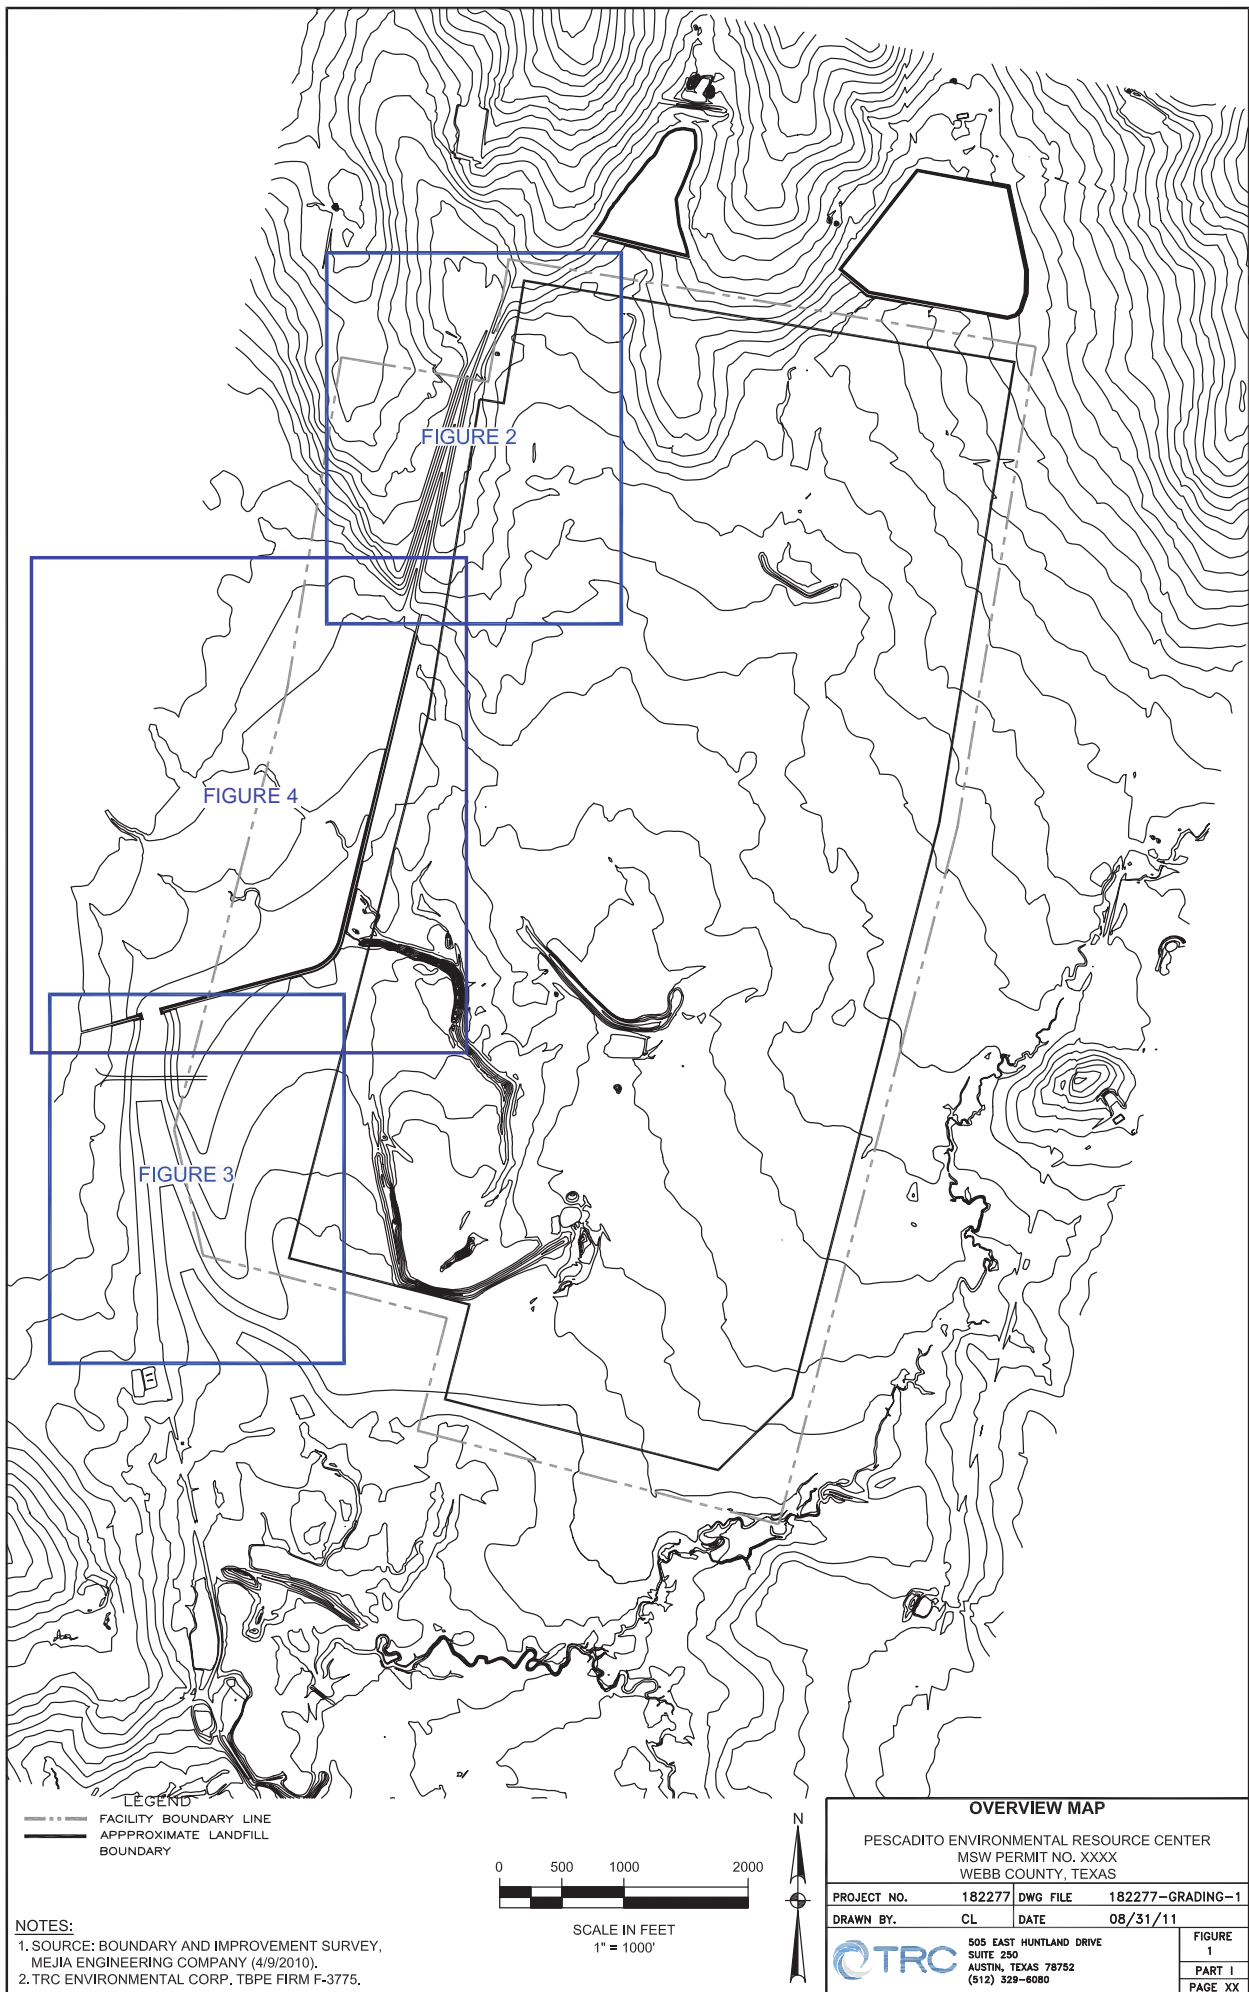 FIGURE 2
FIGURE 4
FIGURE 3
LEGEND
FACILITY BOUNDARY LINE
APPPROXIMATE LANDFILL
BOUNDARY
NOTES:
1. SOURCE: BOUNDARY AND IMPROVEMENT SURVEY,
MEJIA ENGINEERING COMPANY (4/9/2010).
2. TRC ENVIRONMENTAL CORP. TBPE FIRM F-3775.
0 500 1000 2000
SCALE IN FEET
1" = 1000'
N
OVERVIEW MAP
PESCADITO ENVIRONMENTAL RESOURCE CENTER
MSW PERMIT NO. XXXX
WEBB COUNTY, TEXAS
PROJECT NO. 182277 DWG FILE 182277-GRADING-1
DRAWN BY. CL DATE 08/31/11
TRC
505 EAST HUNTLAND DRIVE
SUITE 250
AUSTIN, TEXAS 78752
(512) 329-6080
FIGURE
1
PART I
PAGE XX